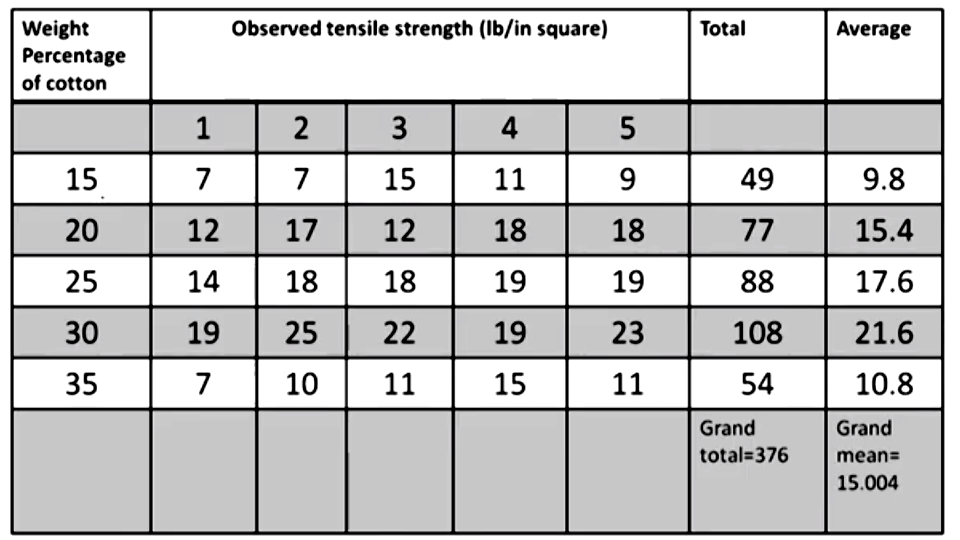 Weight Percentage of cotton Observed tensile strength (lb/in square) Total Average
1 2 3 4 5
15 7 7 15 11 9 49 9.8
20 12 17 12 18 18 77 15.4
25 14 18 18 19 19 88 17.6
30 19 25 22 19 23 108 21.6
35 7 10 11 15 11 54 10.8
Grand total=376 Grand mean= 15.004